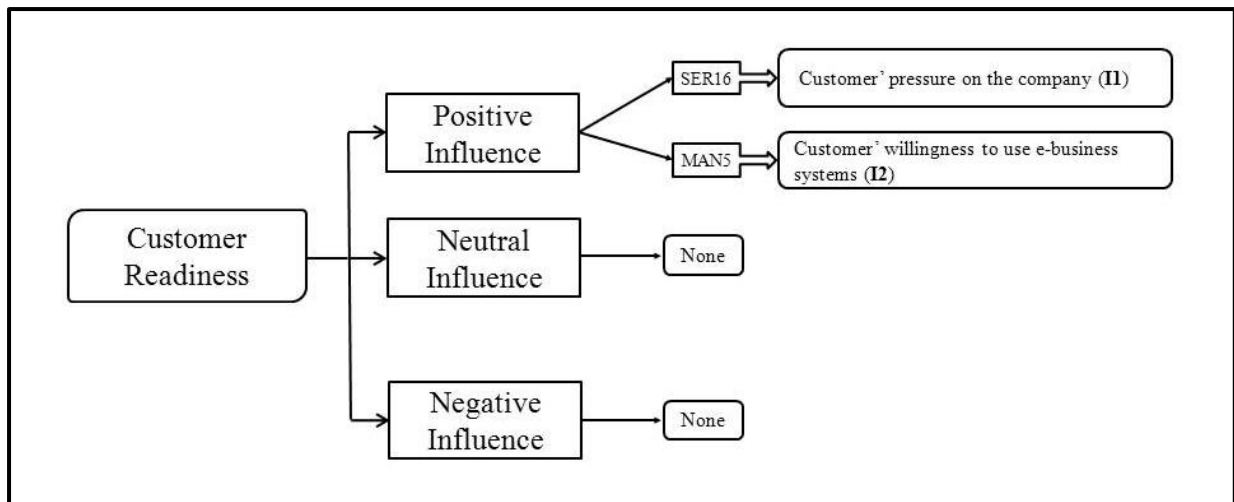 SER16
Customer’ pressure on the company (I1)
Positive
Influence
MAN5
Customer’ willingness to use e-business
systems (I2)
Customer
Readiness
Neutral
Influence
None
Negative
Influence
None